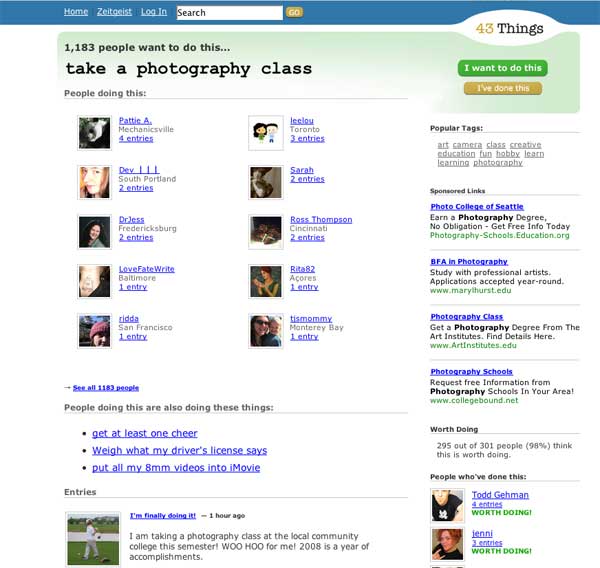 Home | Zeitgeist | Log In | Search GO
43 Things
1,183 people want to do this...
take a photography class
I want to do this
I've done this
People doing this:
Pattie A.
Mechanicsville
4 entries
leelou
Toronto
3 entries
Dev ┃┃┃
South Portland
2 entries
Sarah
2 entries
DrJess
Fredericksburg
2 entries
Ross Thompson
Cincinnati
2 entries
LoveFateWrite
Baltimore
1 entry
Rita82
Açores
1 entry
ridda
San Francisco
1 entry
tjsmommy
Monterey Bay
1 entry
→ See all 1183 people
People doing this are also doing these things:
• get at least one cheer
• Weigh what my driver's license says
• put all my 8mm videos into iMovie
Entries
I'm finally doing it! — 1 hour ago
I am taking a photography class at the local community
college this semester! WOO HOO for me! 2008 is a year of
accomplishments.
Popular Tags:
art camera class creative
education fun hobby learn
learning photography
Sponsored Links
Photo College of Seattle
Earn a Photography Degree,
No Obligation - Get Free Info Today
Photography-Schools.Education.org
BFA in Photography
Study with professional artists.
Applications accepted year-round.
www.marylhurst.edu
Photography Class
Get a Photography Degree From The
Art Institutes. Find Details Here.
www.ArtInstitutes.edu
Photography Schools
Request free Information from
Photography Schools In Your Area!
www.collegebound.net
Worth Doing
295 out of 301 people (98%) think
this is worth doing.
People who've done this:
Todd Gehman
4 entries
WORTH DOING!
jenni
3 entries
WORTH DOING!